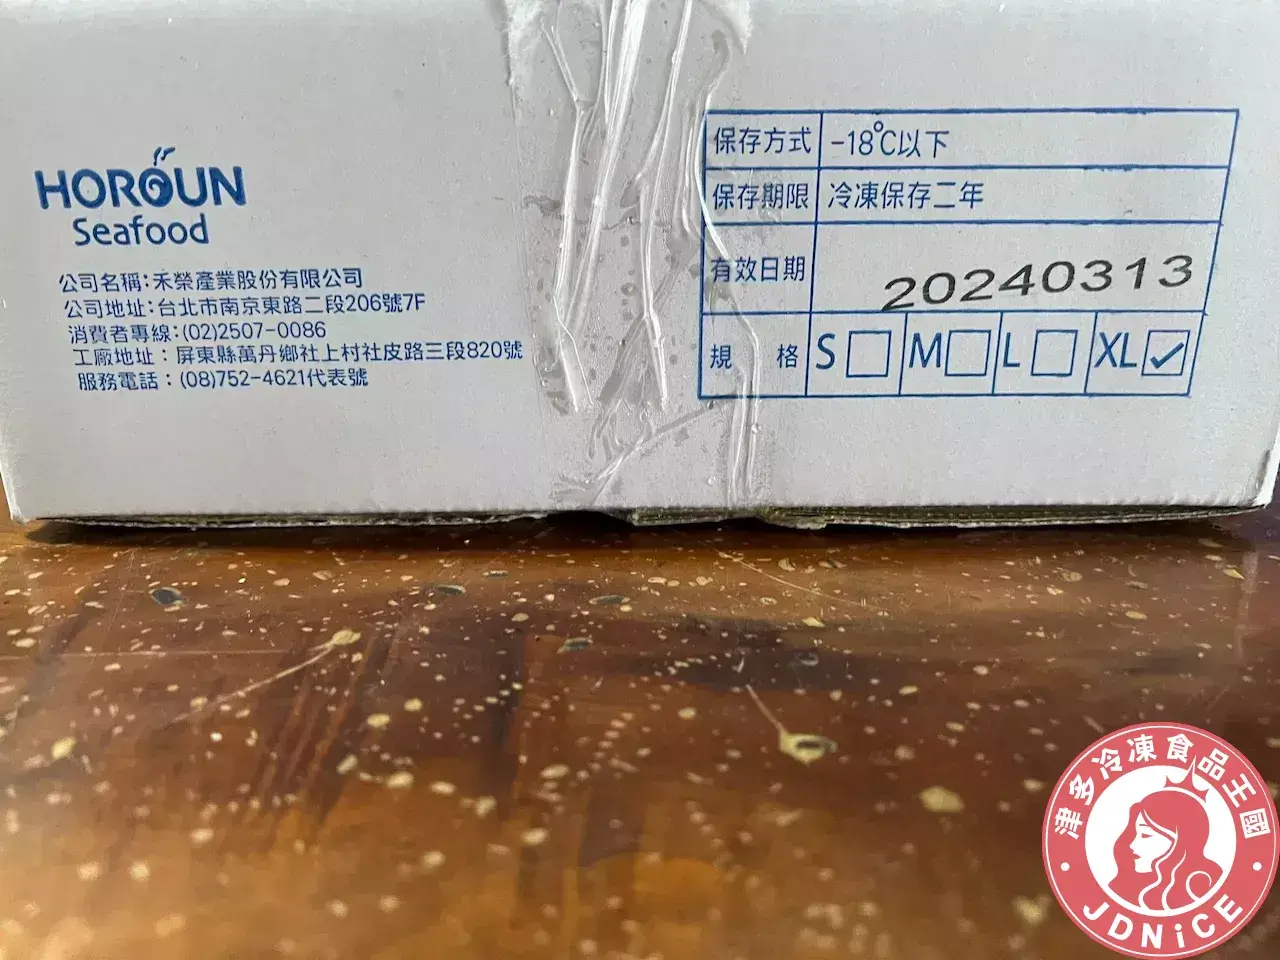 HOROUN
Seafood
公司名稱：禾榮產業股份有限公司
公司地址：台北市南京東路二段206號7F
消費者專線：(02)2507-0086
工廠地址：屏東縣萬丹鄉社上村社皮路三段820號
服務電話：(08)752-4621代表號
保存方式 -18℃以下
保存期限 冷凍保存二年
有效日期 20240313
規 格 S M L XL
津多冷凍食品王國
JDNiCE